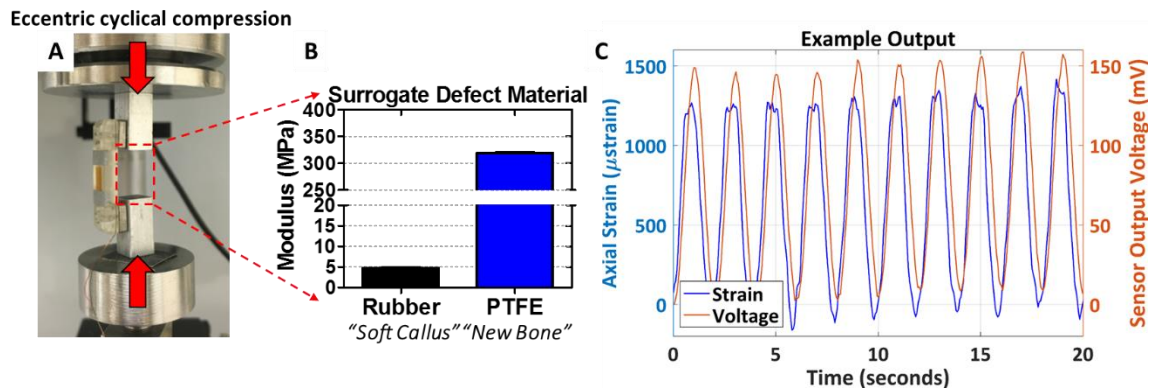 Eccentric cyclical compression
A
B
Surrogate Defect Material
Modulus (MPa)
400
350
300
250
20
15
10
5
0
Rubber
PTFE
“Soft Callus”
“New Bone”
C
Example Output
Axial Strain (μstrain)
1500
1000
500
0
Sensor Output Voltage (mV)
150
100
50
0
Strain
Voltage
0
5
10
15
20
Time (seconds)